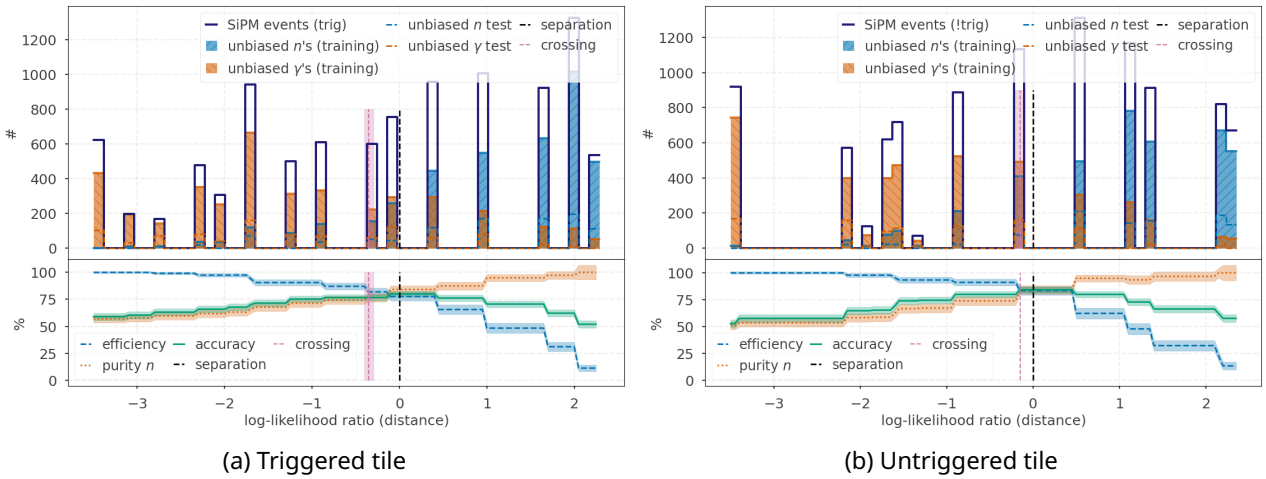 SiPM events (trig)
unbiased n's (training)
unbiased γ's (training)
unbiased n test
unbiased γ test
separation
crossing
#
1200
1000
800
600
400
200
0
%
100
75
50
25
0
efficiency
purity n
accuracy
separation
crossing
−3 −2 −1 0 1 2
log-likelihood ratio (distance)
(a) Triggered tile
SiPM events (!trig)
unbiased n's (training)
unbiased γ's (training)
unbiased n test
unbiased γ test
separation
crossing
#
1200
1000
800
600
400
200
0
%
100
75
50
25
0
efficiency
purity n
accuracy
separation
crossing
−3 −2 −1 0 1 2
log-likelihood ratio (distance)
(b) Untriggered tile